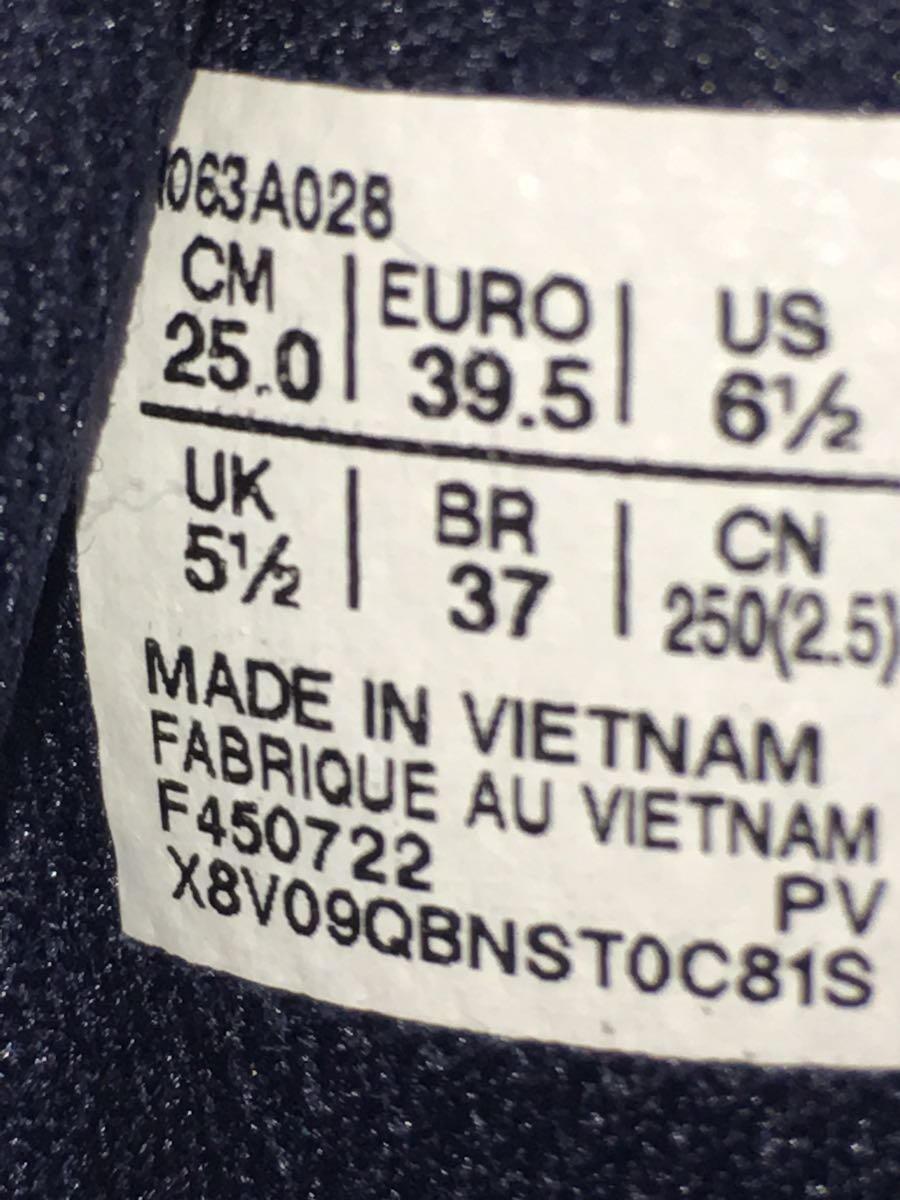 1063A028
CM | EURO | US
25.0 | 39.5 | 6½
UK | BR | CN
5½ | 37 | 250(2.5)
MADE IN VIETNAM
FABRIQUE AU VIETNAM
F450722 PV
X8V09QBNST0C81S